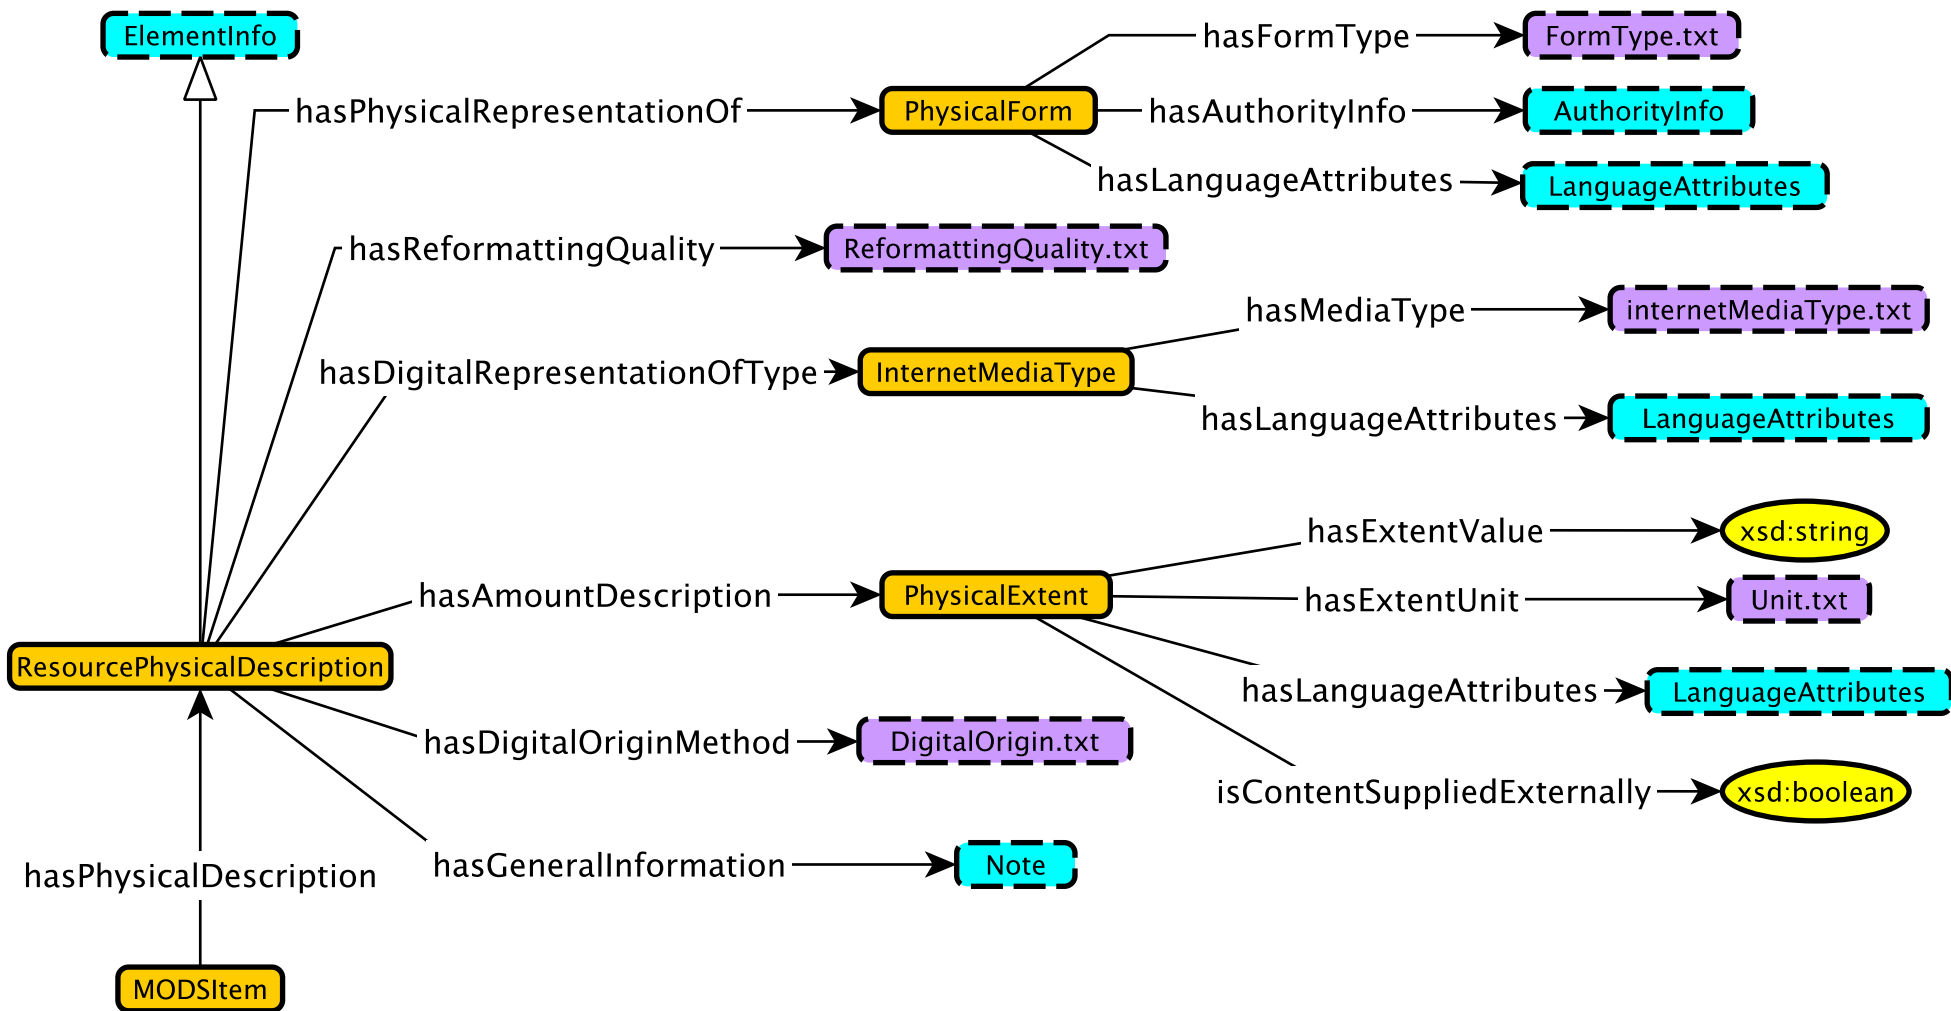 ElementInfo
hasFormType
FormType.txt
hasPhysicalRepresentationOf
PhysicalForm
hasAuthorityInfo
AuthorityInfo
hasLanguageAttributes
LanguageAttributes
hasReformattingQuality
ReformattingQuality.txt
hasMediaType
internetMediaType.txt
hasDigitalRepresentationOfType
InternetMediaType
hasLanguageAttributes
LanguageAttributes
hasExtentValue
xsd:string
hasAmountDescription
PhysicalExtent
hasExtentUnit
Unit.txt
ResourcePhysicalDescription
hasLanguageAttributes
LanguageAttributes
hasDigitalOriginMethod
DigitalOrigin.txt
isContentSuppliedExternally
xsd:boolean
hasPhysicalDescription
hasGeneralInformation
Note
MODSItem